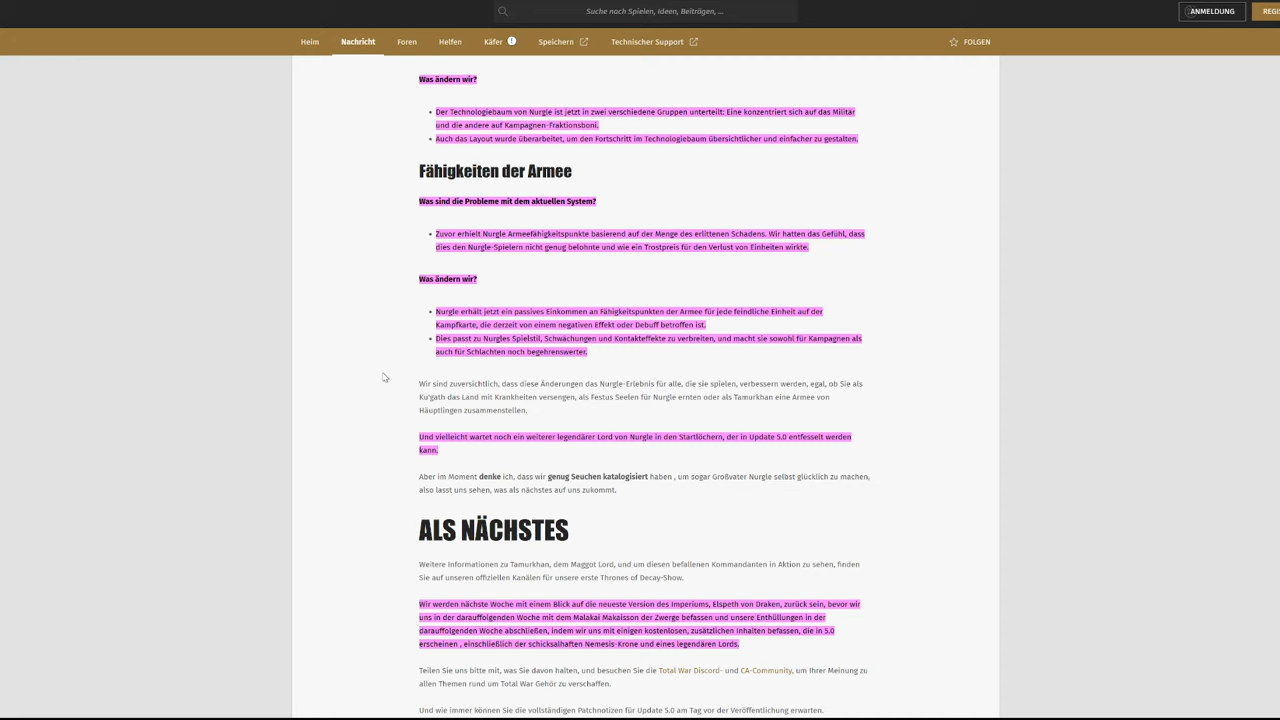 Suche nach Spielen, Ideen, Beiträgen, ...
ANMELDUNG
REGIS
Heim
Nachricht
Foren
Helfen
Käfer
Speichern
Technischer Support
FOLGEN
Was ändern wir?
• Der Technologiebaum von Nurgle ist jetzt in zwei verschiedene Gruppen unterteilt: Eine konzentriert sich auf das Militär
und die andere auf Kampagnen-Fraktionsboni.
• Auch das Layout wurde überarbeitet, um den Fortschritt im Technologiebaum übersichtlicher und einfacher zu gestalten.
Fähigkeiten der Armee
Was sind die Probleme mit dem aktuellen System?
• Zuvor erhielt Nurgle Armeefähigkeitspunkte basierend auf der Menge des erlittenen Schadens. Wir hatten das Gefühl, dass
dies den Nurgle-Spielern nicht genug belohnte und wie ein Trostpreis für den Verlust von Einheiten wirkte.
Was ändern wir?
• Nurgle erhält jetzt ein passives Einkommen an Fähigkeitspunkten der Armee für jede feindliche Einheit auf der
Kampfkarte, die derzeit von einem negativen Effekt oder Debuff betroffen ist.
• Dies passt zu Nurgles Spielstil, Schwächungen und Kontakteffekte zu verbreiten, und macht sie sowohl für Kampagnen als
auch für Schlachten noch begehrenswerter.
Wir sind zuversichtlich, dass diese Änderungen das Nurgle-Erlebnis für alle, die sie spielen, verbessern werden, egal, ob Sie als
Ku'gath das Land mit Krankheiten versengen, als Festus Seelen für Nurgle ernten oder als Tamurkhan eine Armee von
Häuptlingen zusammenstellen.
Und vielleicht wartet noch ein weiterer legendärer Lord von Nurgle in den Startlöchern, der in Update 5.0 entfesselt werden
kann.
Aber im Moment denke ich, dass wir genug Seuchen katalogisiert haben , um sogar Großvater Nurgle selbst glücklich zu machen,
also lasst uns sehen, was als nächstes auf uns zukommt.
ALS NÄCHSTES
Weitere Informationen zu Tamurkhan, dem Maggot Lord, und um diesen befallenen Kommandanten in Aktion zu sehen, finden
Sie auf unseren offiziellen Kanälen für unsere erste Thrones of Decay-Show.
Wir werden nächste Woche mit einem Blick auf die neueste Version des Imperiums, Elspeth von Draken, zurück sein, bevor wir
uns in der darauffolgenden Woche mit dem Malakai Makaisson der Zwerge befassen und unsere Enthüllungen in der
darauffolgenden Woche abschließen, indem wir uns mit einigen kostenlosen, zusätzlichen Inhalten befassen, die in 5.0
erscheinen , einschließlich der schicksalhaften Nemesis-Krone und eines legendären Lords.
Teilen Sie uns bitte mit, was Sie davon halten, und besuchen Sie die Total War Discord- und CA-Community, um Ihrer Meinung zu
allen Themen rund um Total War Gehör zu verschaffen.
Und wie immer können Sie die vollständigen Patchnotizen für Update 5.0 am Tag vor der Veröffentlichung erwarten.